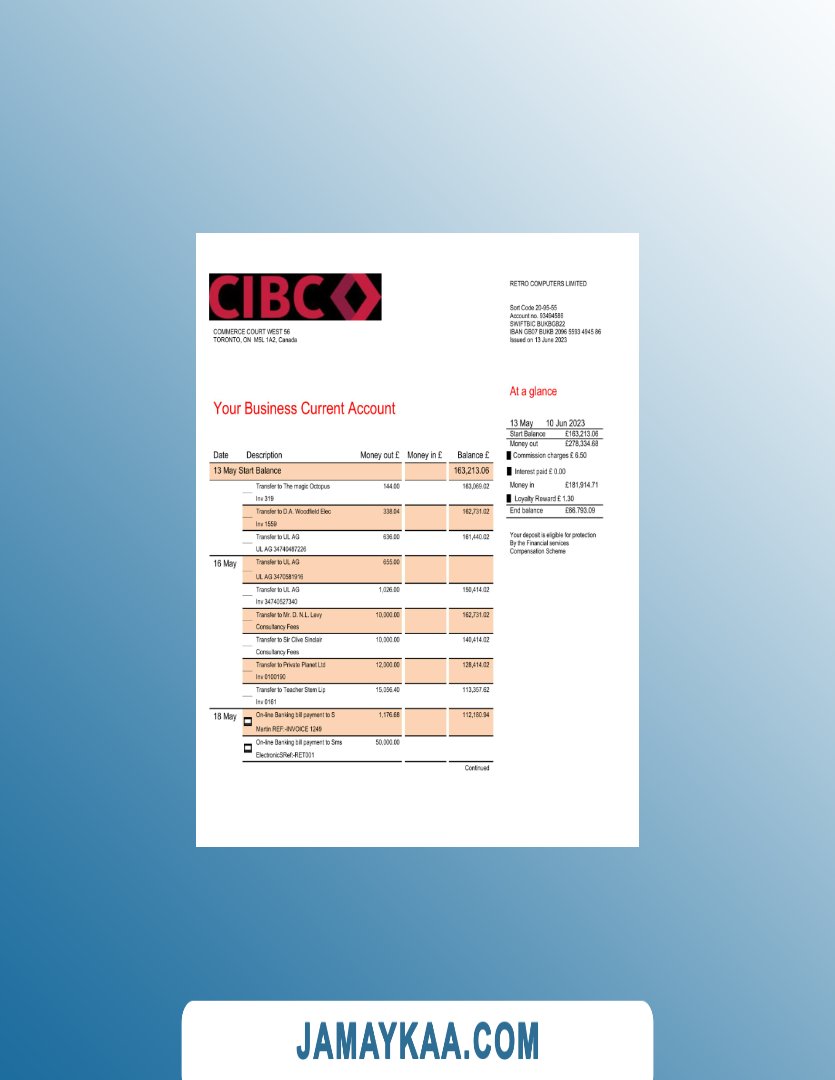 CIBC
COMMERCE COURT WEST 56
TORONTO, ON M5L 1A2, Canada
RETRO COMPUTERS LIMITED
Sort Code 20-95-55
Account no. 93494586
SWIFTBIC BUKBGB22
IBAN GB07 BUKB 2096 5593 4945 86
Issued on 13 June 2023
At a glance
Your Business Current Account
13 May 10 Jun 2023
Start Balance £163,213.06
Money out £278,334.68
Commission charges £ 6.50
Interest paid £ 0.00
Money in £181,914.71
Loyalty Reward £ 1.30
End balance £66.793.09
Your deposit is eligible for protection
By the Financial services
Compensation Scheme
Date Description Money out £ Money in £ Balance £
13 May Start Balance 163,213.06
Transfer to The magic Octopus 144.00 163,069.02
Inv 319
Transfer to D.A. Woodfield Elec 338.04 162,731.02
Inv 1559
Transfer to UL AG 636.00 161,440.02
UL AG 34740487226
16 May Transfer to UL AG 655.00
UL AG 3470581916
Transfer to UL AG 1,026.00 150,414.02
Inv 34740527340
Transfer to Mr. D. N.L. Levy 10,000.00 162,731.02
Consultancy Fees
Transfer to Sir Clive Sinclair 10,000.00 140,414.02
Consultancy Fees
Transfer to Private Planet Ltd 12,000.00 128,414.02
Inv 0100190
Transfer to Teacher Stem Lip 15,056.40 113,357.62
Inv 0161
18 May On-line Banking bill payment to S 1,176.68 112,180.94
Martin REF:-INVOICE 1249
On-line Banking bill payment to Sms 50,000.00
ElectronicSRef:-RET001
Continued
JAMAYKAA.COM